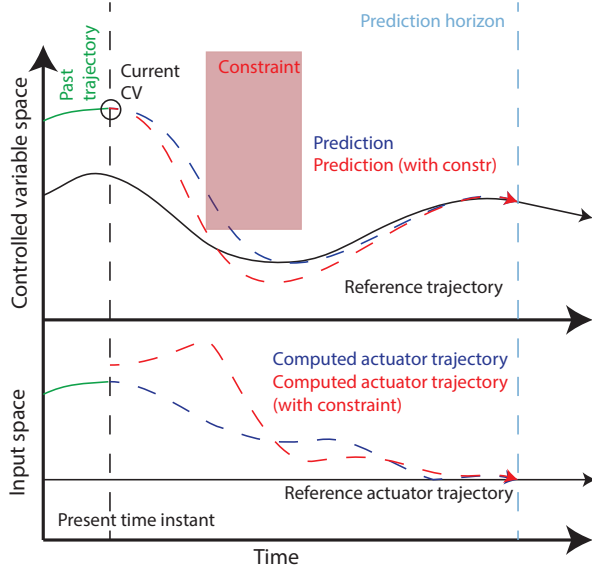 Prediction horizon
Past
trajectory
Current
CV
Constraint
Controlled variable space
Prediction
Prediction (with constr)
Reference trajectory
Computed actuator trajectory
Computed actuator trajectory
(with constraint)
Input space
Reference actuator trajectory
Present time instant
Time